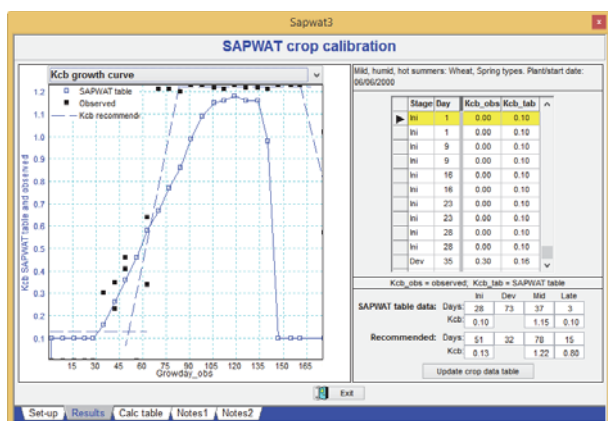 Sapwat3
x
SAPWAT crop calibration
Kcb growth curve
SAPWAT table
Observed
Kcb recommend
1.2
1.1
1.0
0.9
0.8
0.7
0.6
0.5
0.4
0.3
0.2
0.1
Kcb SAPWAT table and observed
15 30 45 60 75 90 105 120 135 150 165
Growday_obs
Mild, humid, hot summers: Wheat, Spring types. Plant/start date:
06/06/2000
Stage Day Kcb_obs Kcb_tab
Ini 1 0.00 0.10
Ini 1 0.00 0.10
Ini 9 0.00 0.10
Ini 9 0.00 0.10
Ini 16 0.00 0.10
Ini 16 0.00 0.10
Ini 23 0.00 0.10
Ini 23 0.00 0.10
Ini 28 0.00 0.10
Ini 28 0.00 0.10
Dev 35 0.30 0.16
Kcb_obs = observed; Kcb_tab = SAPWAT table
Ini Dev Mid Late
SAPWAT table data: Days: 28 73 37 3
Kcb: 0.10 1.15 0.10
Recommended: Days: 51 32 78 15
Kcb: 0.13 1.22 0.80
Update crop data table
Exit
Set-up Results Calc table Notes1 Notes2